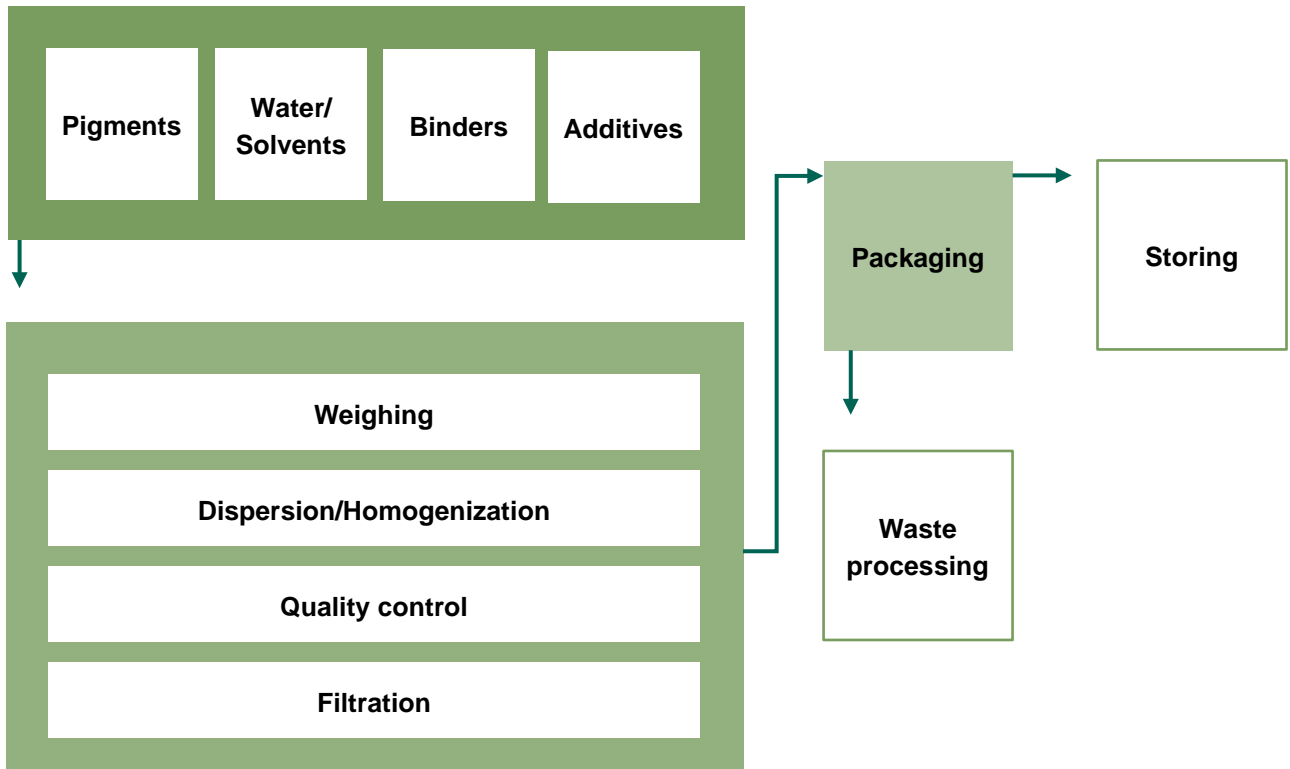 Pigments
Water/
Solvents
Binders
Additives
Packaging
Storing
Weighing
Dispersion/Homogenization
Quality control
Filtration
Waste
processing